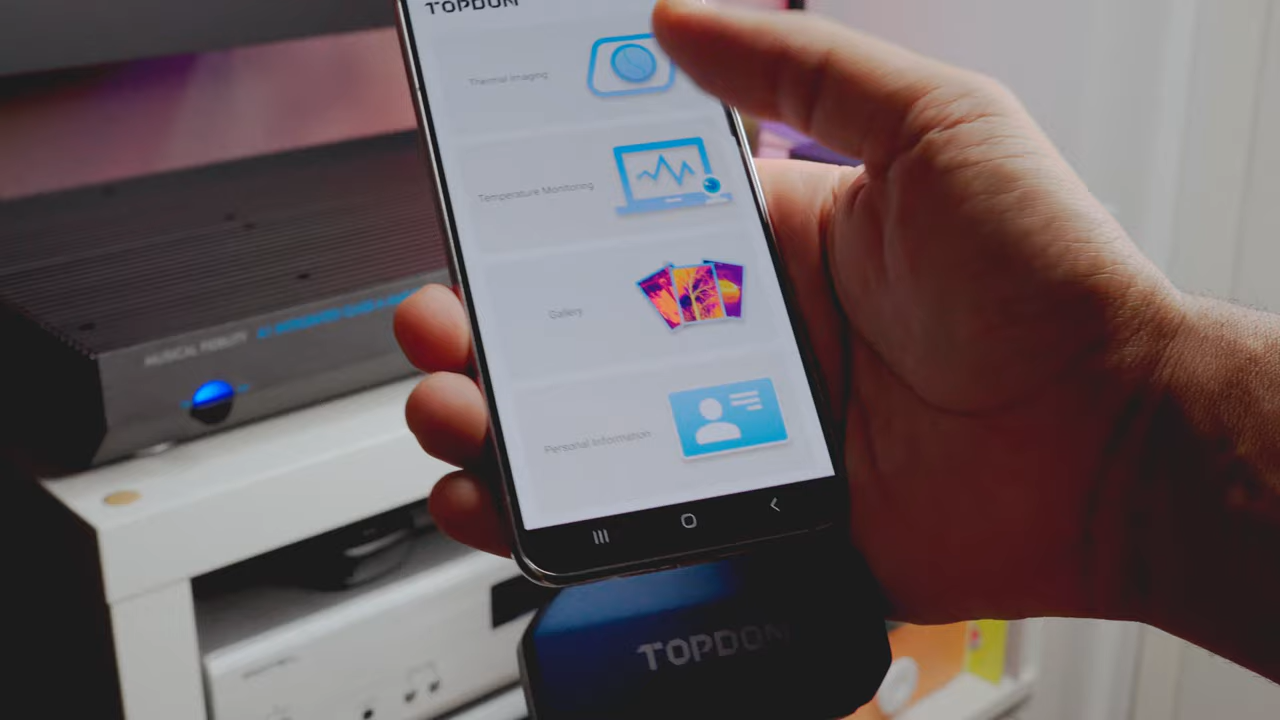 TOPDON
Thermal Imaging
Temperature Monitoring
Gallery
Personal Information
MUSICAL FIDELITY
TOPDON